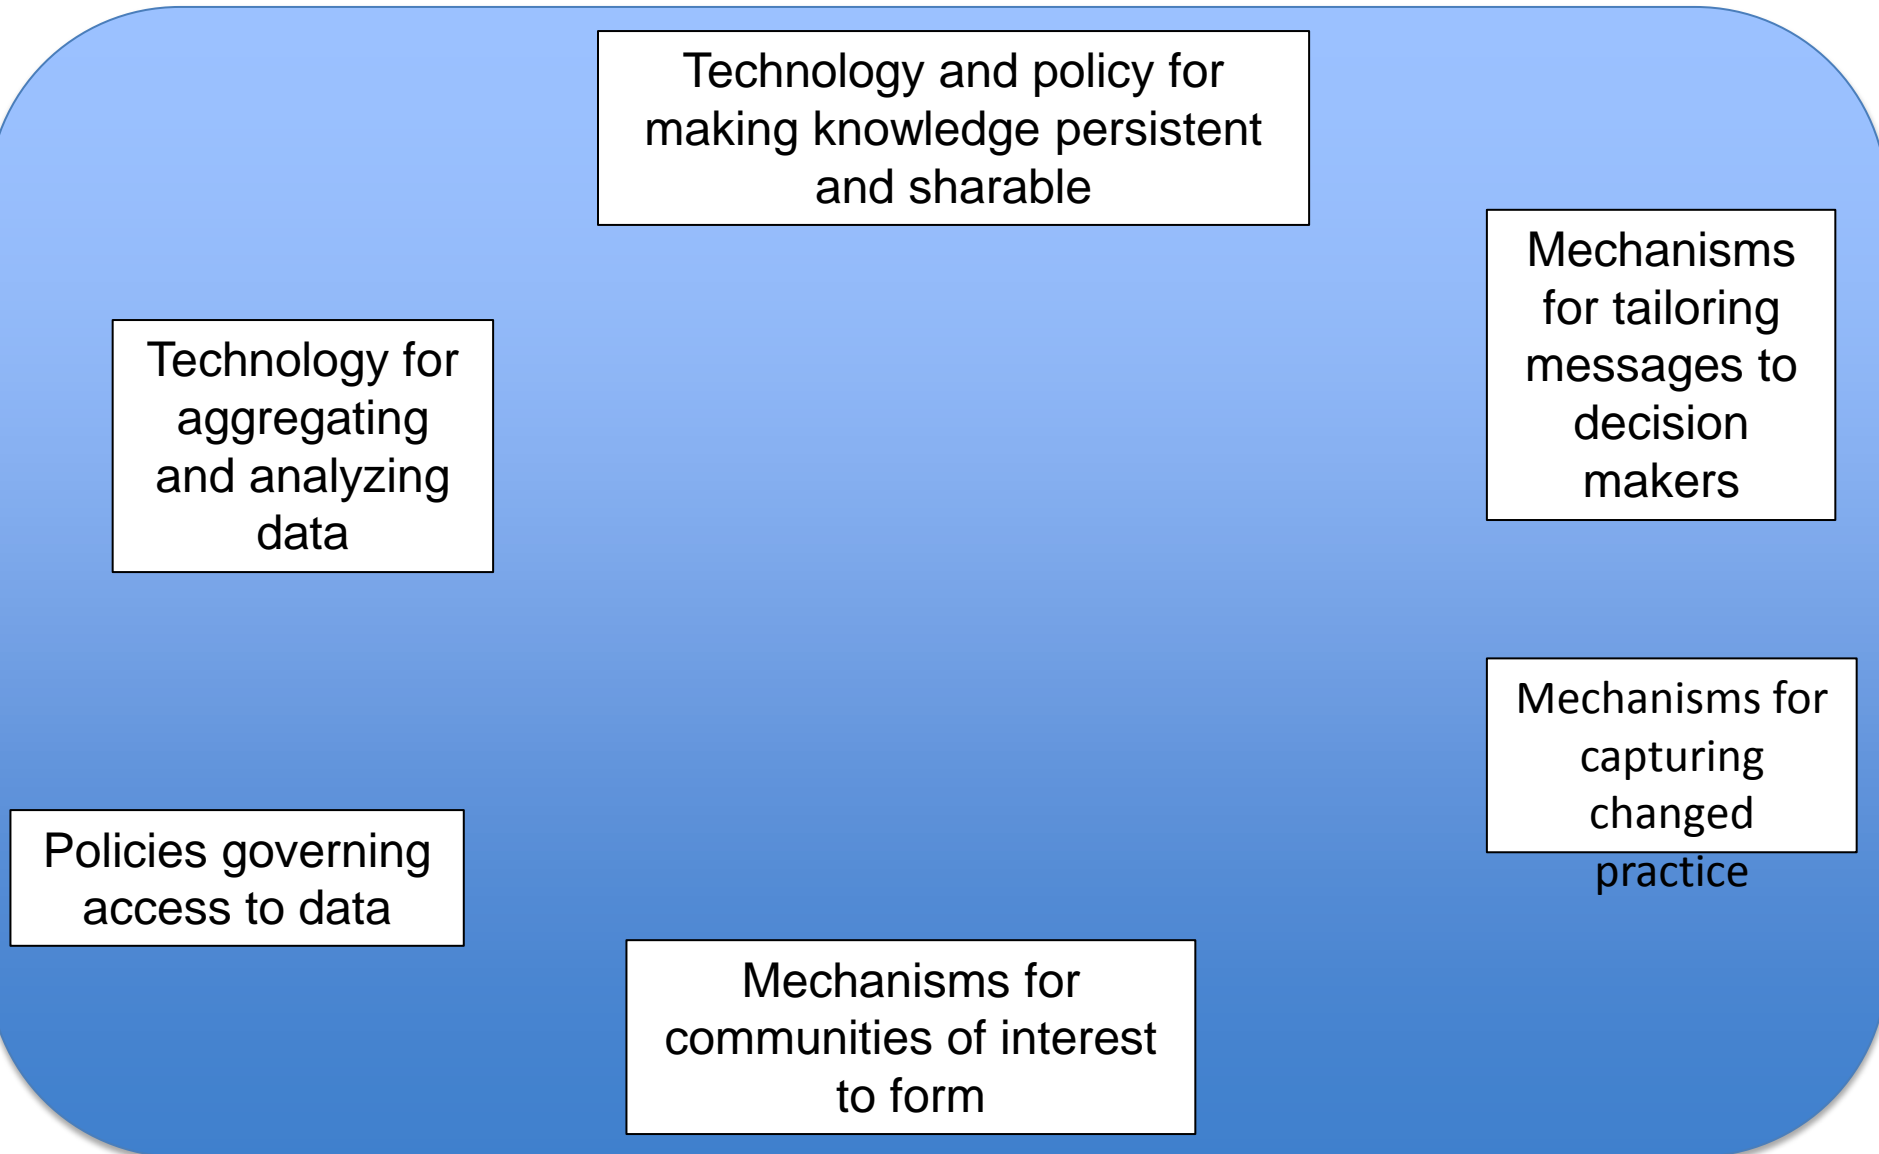 Technology and policy for
making knowledge persistent
and sharable
Mechanisms
for tailoring
messages to
decision
makers
Technology for
aggregating
and analyzing
data
Mechanisms for
capturing
changed
practice
Policies governing
access to data
Mechanisms for
communities of interest
to form